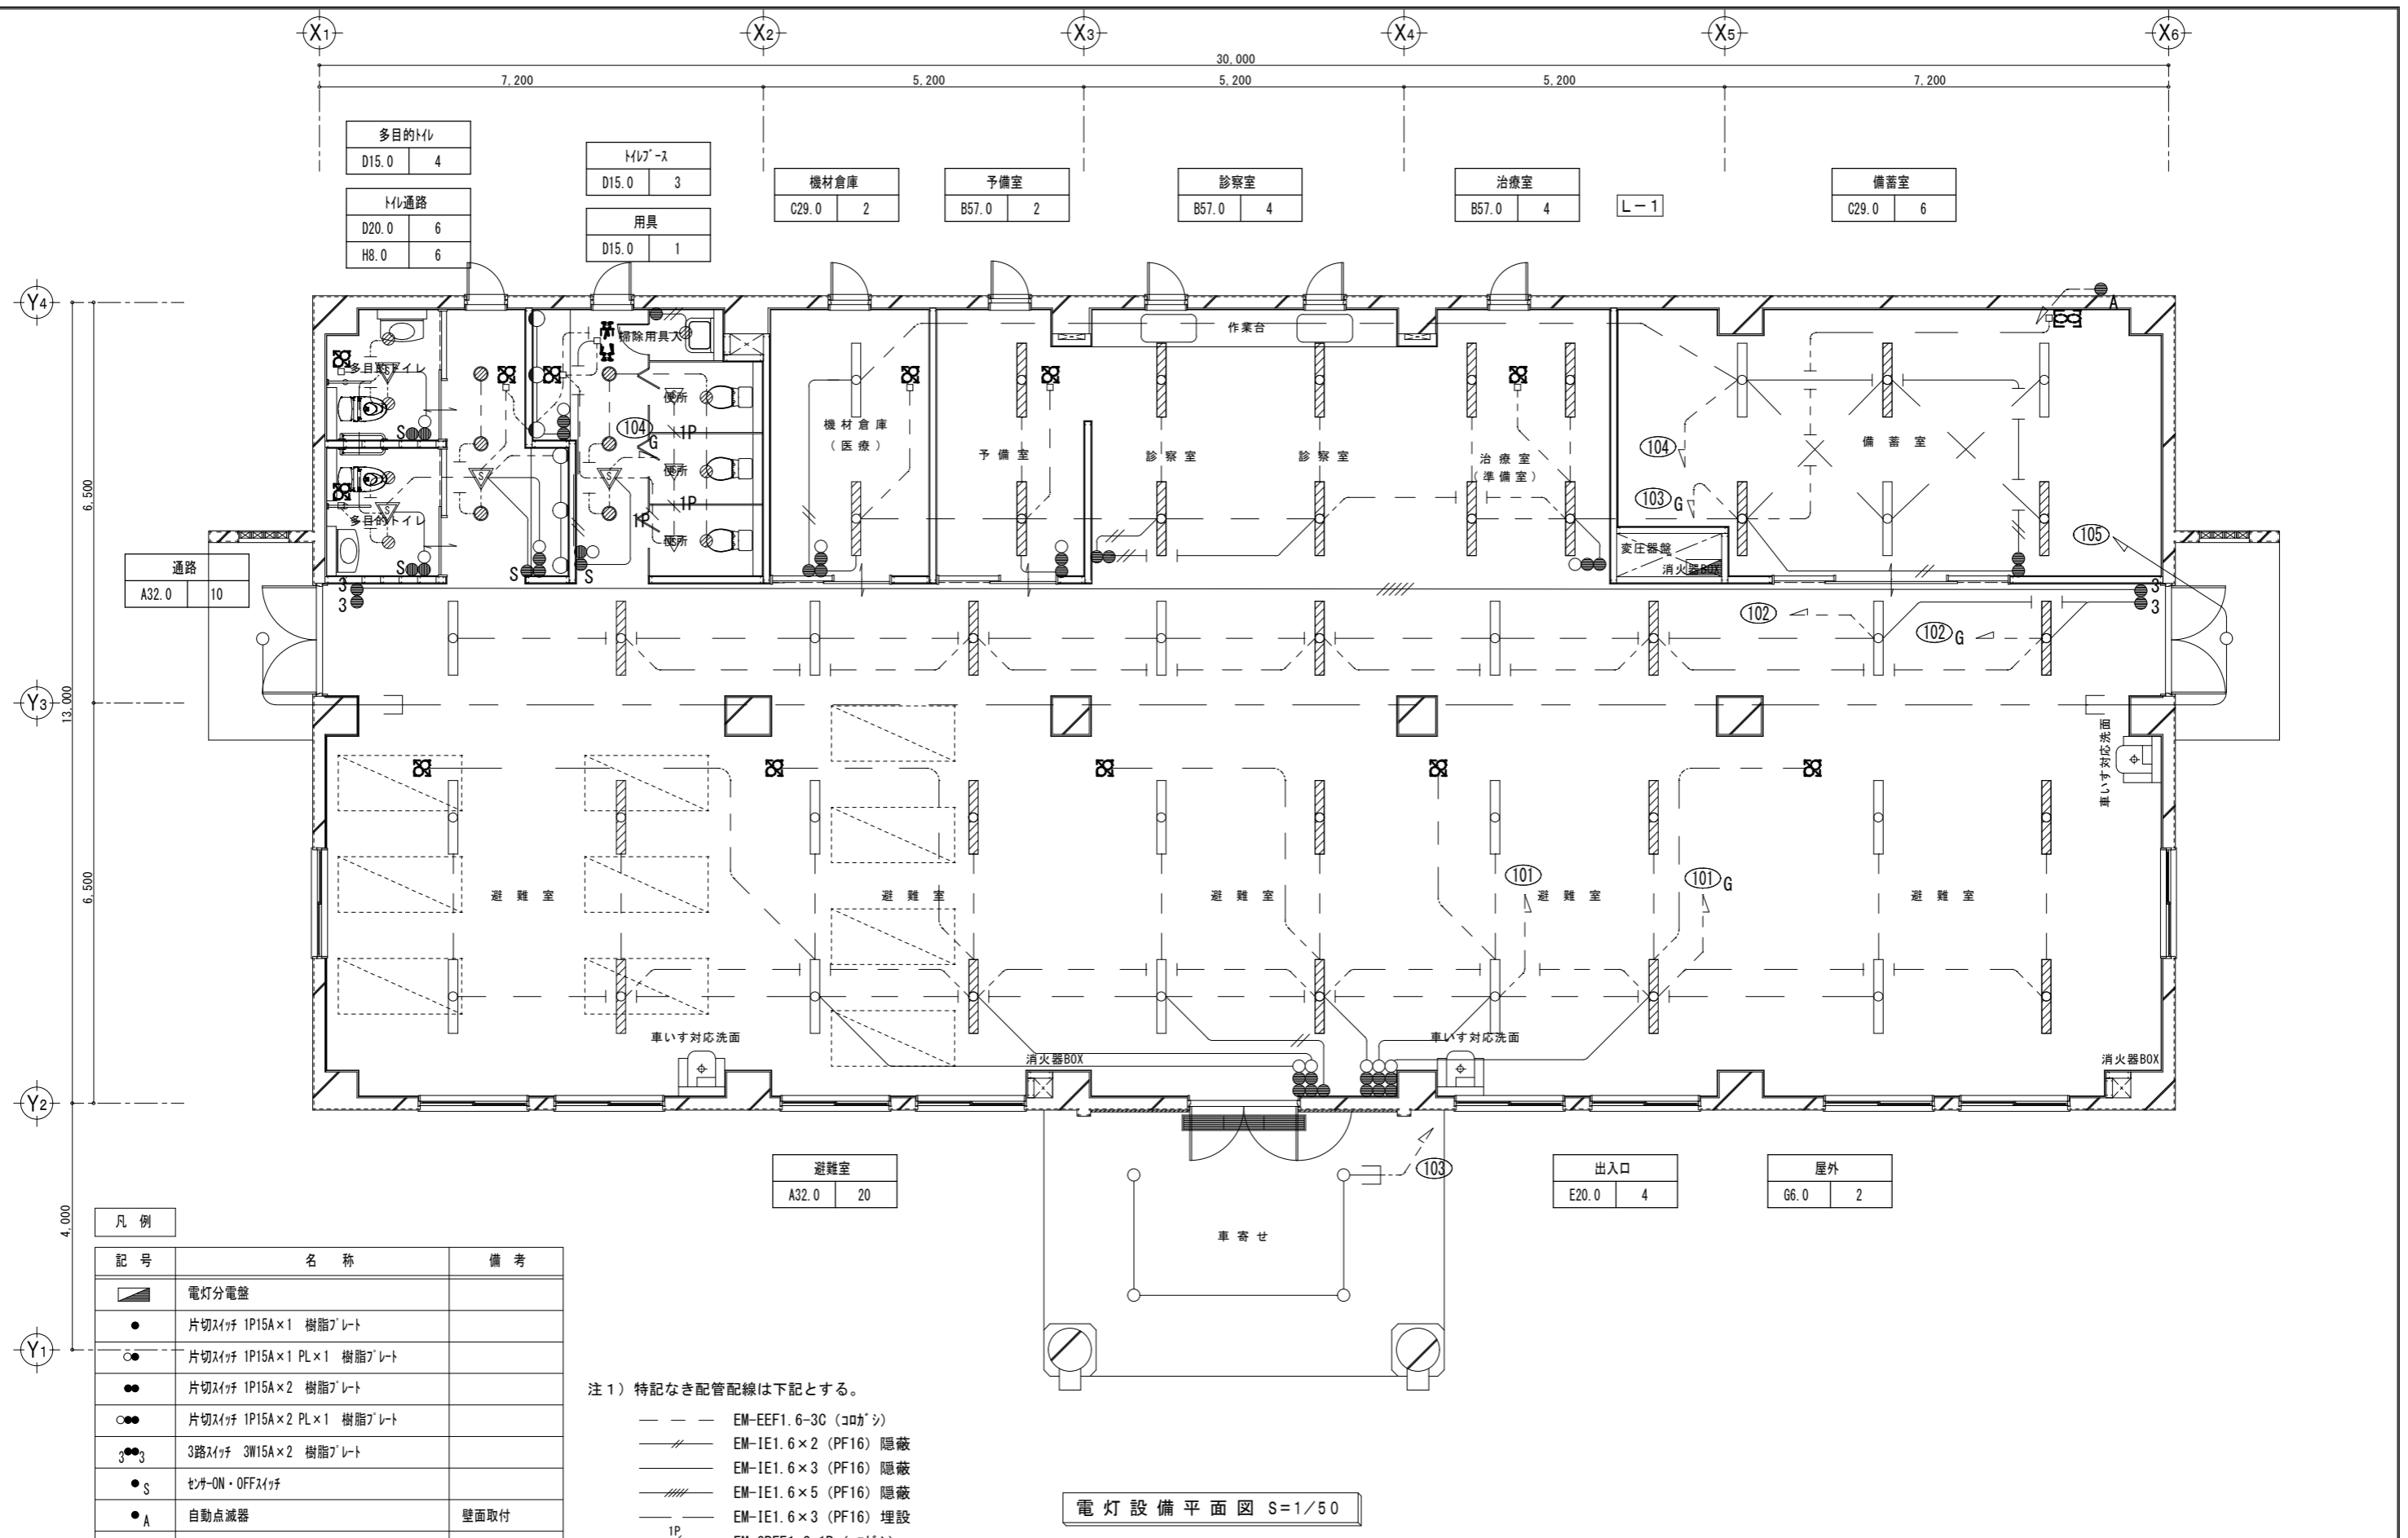 X1 X2 X3 X4 X5 X6
30,000
7,200 5,200 5,200 5,200 7,200
多目的ﾄｲﾚ
D15.0 4
ﾄｲﾚ通路
D20.0 6
H8.0 6
ﾄｲﾚﾌﾞｰｽ
D15.0 3
用具
D15.0 1
機材倉庫
C29.0 2
予備室
B57.0 2
診察室
B57.0 4
治療室
B57.0 4
L－1
備蓄室
C29.0 6
Y4
A
作業台
掃除用具入
多目的トイレ
便所
104
G
1P
S
機材倉庫
（医療）
予備室
診察室
診察室
治療室
（準備室）
104
備蓄室
103 G
便所
S
S
1P
多目的トイレ
1P
便所
S
S
S
変圧器盤
消火器BOX
105
6,500
通路
A32.0 10
3
3
3
3
102
102 G
Y3
13,000
車いす対応洗面
6,500
避難室
避難室
避難室
101
避難室
101 G
避難室
車いす対応洗面
消火器BOX
車いす対応洗面
消火器BOX
Y2
避難室
A32.0 20
103
出入口
E20.0 4
屋外
G6.0 2
4,000
車寄せ
Y1
凡例
記号 名称 備考
電灯分電盤
片切ｽｲｯﾁ 1P15A×1 樹脂ﾌﾟﾚｰﾄ
片切ｽｲｯﾁ 1P15A×1 PL×1 樹脂ﾌﾟﾚｰﾄ
片切ｽｲｯﾁ 1P15A×2 樹脂ﾌﾟﾚｰﾄ
片切ｽｲｯﾁ 1P15A×2 PL×1 樹脂ﾌﾟﾚｰﾄ
3 3 3路ｽｲｯﾁ 3W15A×2 樹脂ﾌﾟﾚｰﾄ
S ｾﾝｻｰON・OFFｽｲｯﾁ
A 自動点滅器 壁面取付
注１）特記なき配管配線は下記とする。
EM-EEF1.6-3C（ｺﾛｶﾞｼ）
EM-IE1.6×2（PF16）隠蔽
EM-IE1.6×3（PF16）隠蔽
EM-IE1.6×5（PF16）隠蔽
EM-IE1.6×3（PF16）埋設
1P
電灯設備平面図 S=1/50